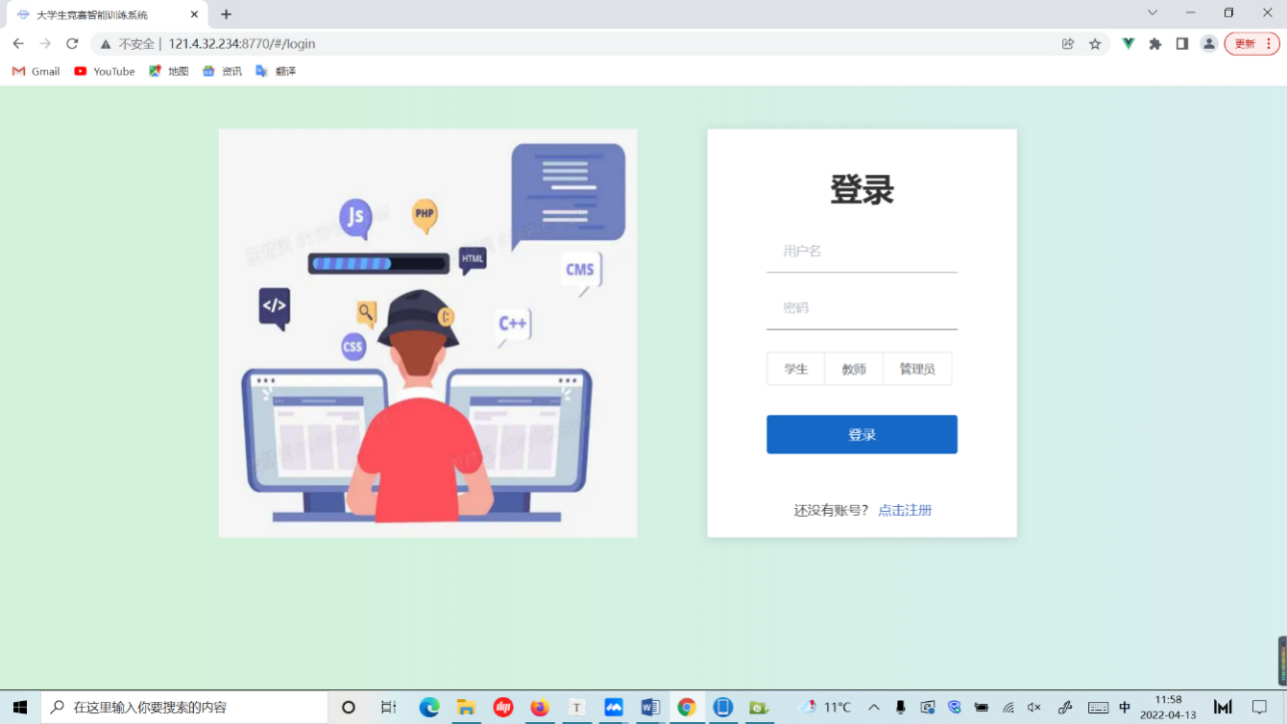 大学生竞赛智能训练系统
不安全 | 121.4.32.234:8770/#/login
更新
Gmail YouTube 地图 资讯 翻译
登录
用户名
密码
学生 教师 管理员
登录
还没有账号? 点击注册
Js
PHP
HTML
CMS
</>
C++
CSS
在这里输入你要搜索的内容
11°C
中
11:58
2022-04-13